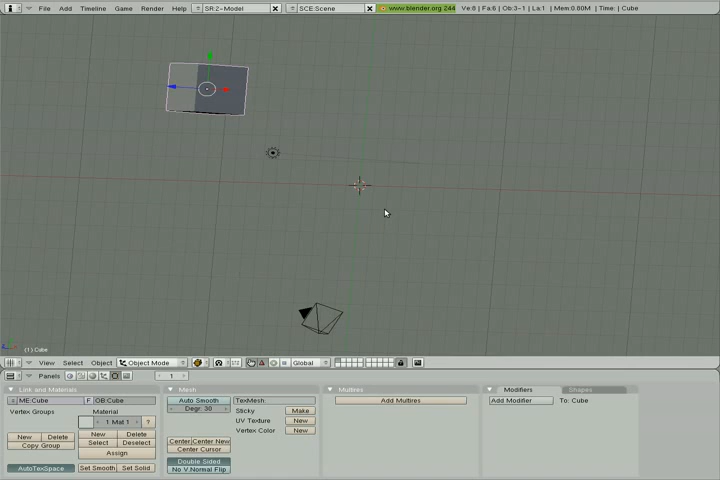 File Add Timeline Game Render Help SR:2-Model SCE:Scene www.blender.org 244 Ve:8 | Fa:6 | Ob:3-1 | La:1 | Mem:0.60M | Time: | Cube
(1) Cube
View Select Object Object Mode Global
Panels 1
Link and Materials Mesh Multires Modifiers Shapes
ME:Cube F OB:Cube Auto Smooth TexMesh Add Multires Add Modifier To: Cube
Vertex Groups Material Degr: 30 Sticky Make
1 Mat 1 ? UV Texture New
New Delete New Delete Vertex Color New
Copy Group Select Deselect Center Center New
Assign Center Cursor
AutoTexSpace Set Smooth Set Solid Double Sided
No V.Normal Flip